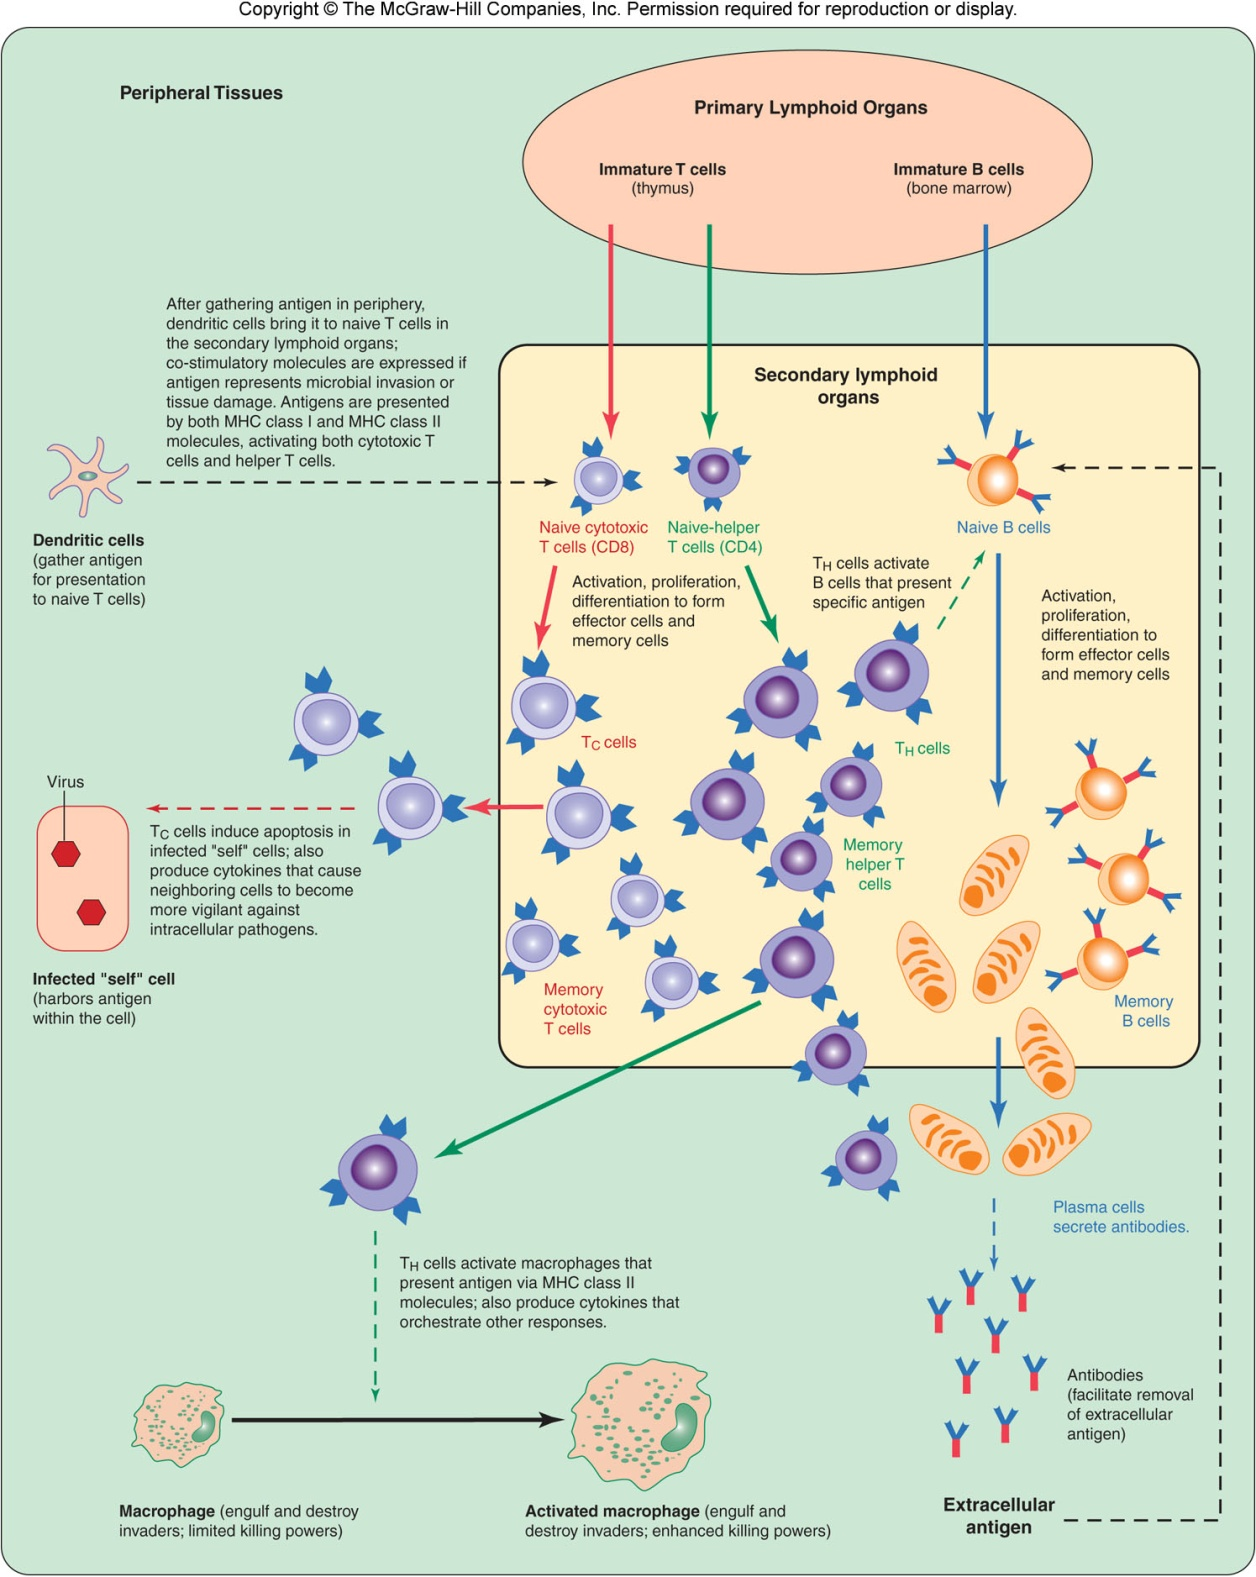 Copyright © The McGraw-Hill Companies, Inc. Permission required for reproduction or display.
Peripheral Tissues
Primary Lymphoid Organs
Immature T cells
(thymus)
Immature B cells
(bone marrow)
After gathering antigen in periphery,
dendritic cells bring it to naive T cells in
the secondary lymphoid organs;
co-stimulatory molecules are expressed if
antigen represents microbial invasion or
tissue damage. Antigens are presented
by both MHC class I and MHC class II
molecules, activating both cytotoxic T
cells and helper T cells.
Secondary lymphoid
organs
Dendritic cells
(gather antigen
for presentation
to naive T cells)
Naive cytotoxic
T cells (CD8)
Naive-helper
T cells (CD4)
Naive B cells
Activation, proliferation,
differentiation to form
effector cells and
memory cells
TH cells activate
B cells that present
specific antigen
Activation,
proliferation,
differentiation to
form effector cells
and memory cells
TC cells
TH cells
Virus
TC cells induce apoptosis in
infected "self" cells; also
produce cytokines that cause
neighboring cells to become
more vigilant against
intracellular pathogens.
Memory
helper T
cells
Infected "self" cell
(harbors antigen
within the cell)
Memory
cytotoxic
T cells
Memory
B cells
Plasma cells
secrete antibodies.
TH cells activate macrophages that
present antigen via MHC class II
molecules; also produce cytokines that
orchestrate other responses.
Antibodies
(facilitate removal
of extracellular
antigen)
Macrophage (engulf and destroy
invaders; limited killing powers)
Activated macrophage (engulf and
destroy invaders; enhanced killing powers)
Extracellular
antigen